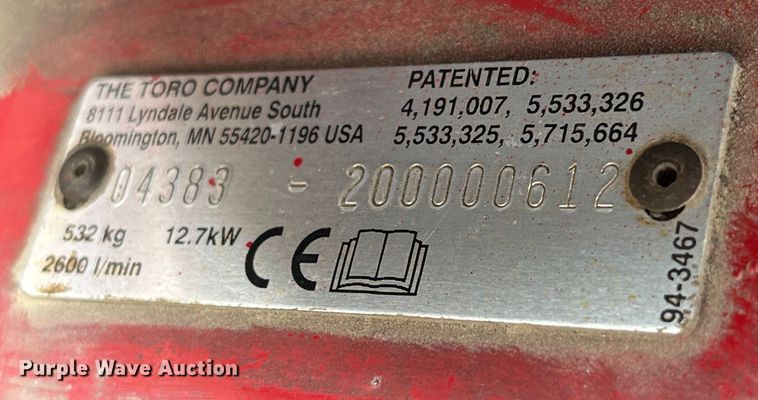 THE TORO COMPANY
8111 Lyndale Avenue South
Bloomington, MN 55420-1196 USA
PATENTED:
4,191,007, 5,533,326
5,533,325, 5,715,664
04383 - 200000612
532 kg 12.7kW
2600 l/min
CE
94-3467
Purple Wave Auction